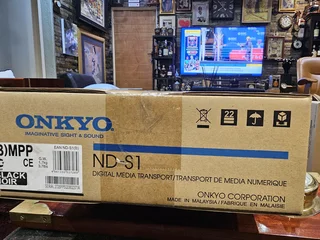 ONKYO
IMAGINATIVE SIGHT & SOUND
)MPP
CE
BLACK
NOIR
ND-S1
DIGITAL MEDIA TRANSPORT/TRANSPORT DE MEDIA NUMERIQUE
22
ONKYO CORPORATION
MADE IN MALAYSIA/FABRIQUE EN MALAISIE